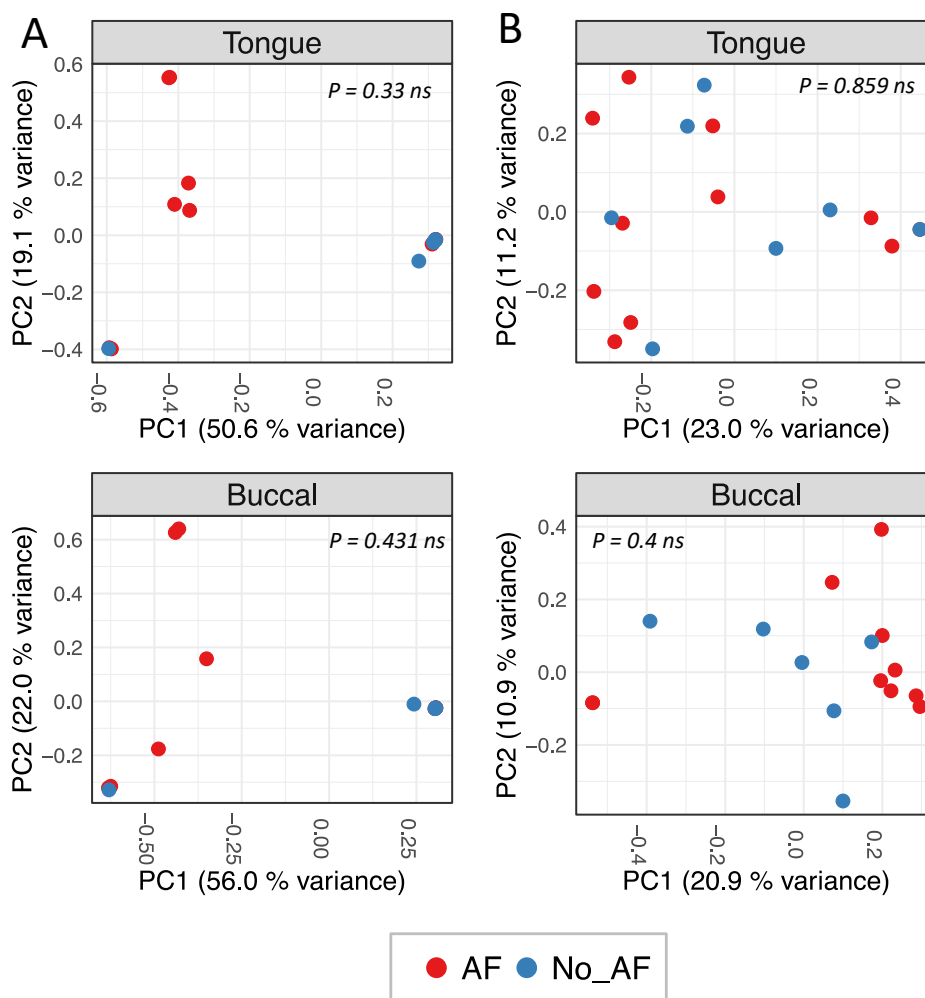 A
Tongue
P = 0.33 ns
0.6
0.4
0.2
0.0
−0.2
−0.4
PC2 (19.1 % variance)
−0.6
−0.4
−0.2
0.0
0.2
PC1 (50.6 % variance)
B
Tongue
P = 0.859 ns
0.2
0.0
−0.2
PC2 (11.2 % variance)
−0.2
0.0
0.2
0.4
PC1 (23.0 % variance)
Buccal
P = 0.431 ns
0.6
0.4
0.2
0.0
−0.2
PC2 (22.0 % variance)
−0.50
−0.25
0.00
0.25
PC1 (56.0 % variance)
Buccal
P = 0.4 ns
0.4
0.2
0.0
−0.2
PC2 (10.9 % variance)
−0.4
−0.2
0.0
0.2
PC1 (20.9 % variance)
AF No_AF